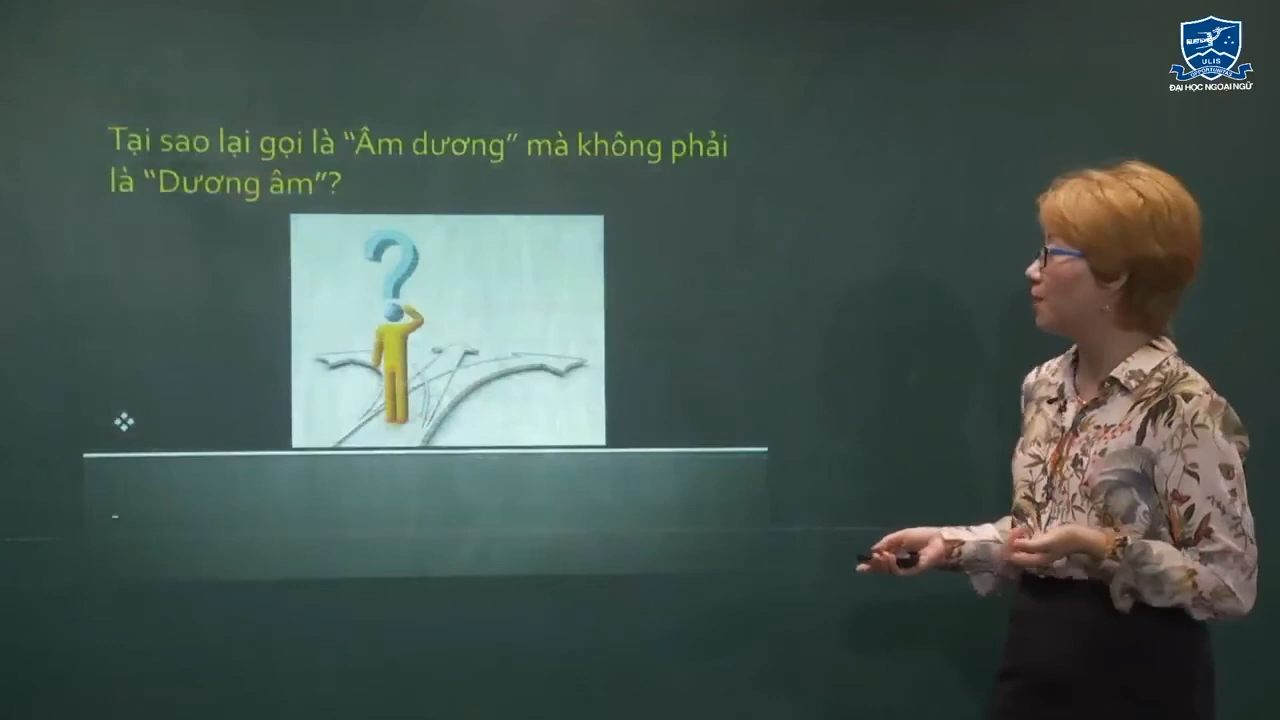 Tại sao lại gọi là “Âm dương” mà không phải
là “Dương âm”?
ULIS
ĐẠI HỌC NGOẠI NGỮ